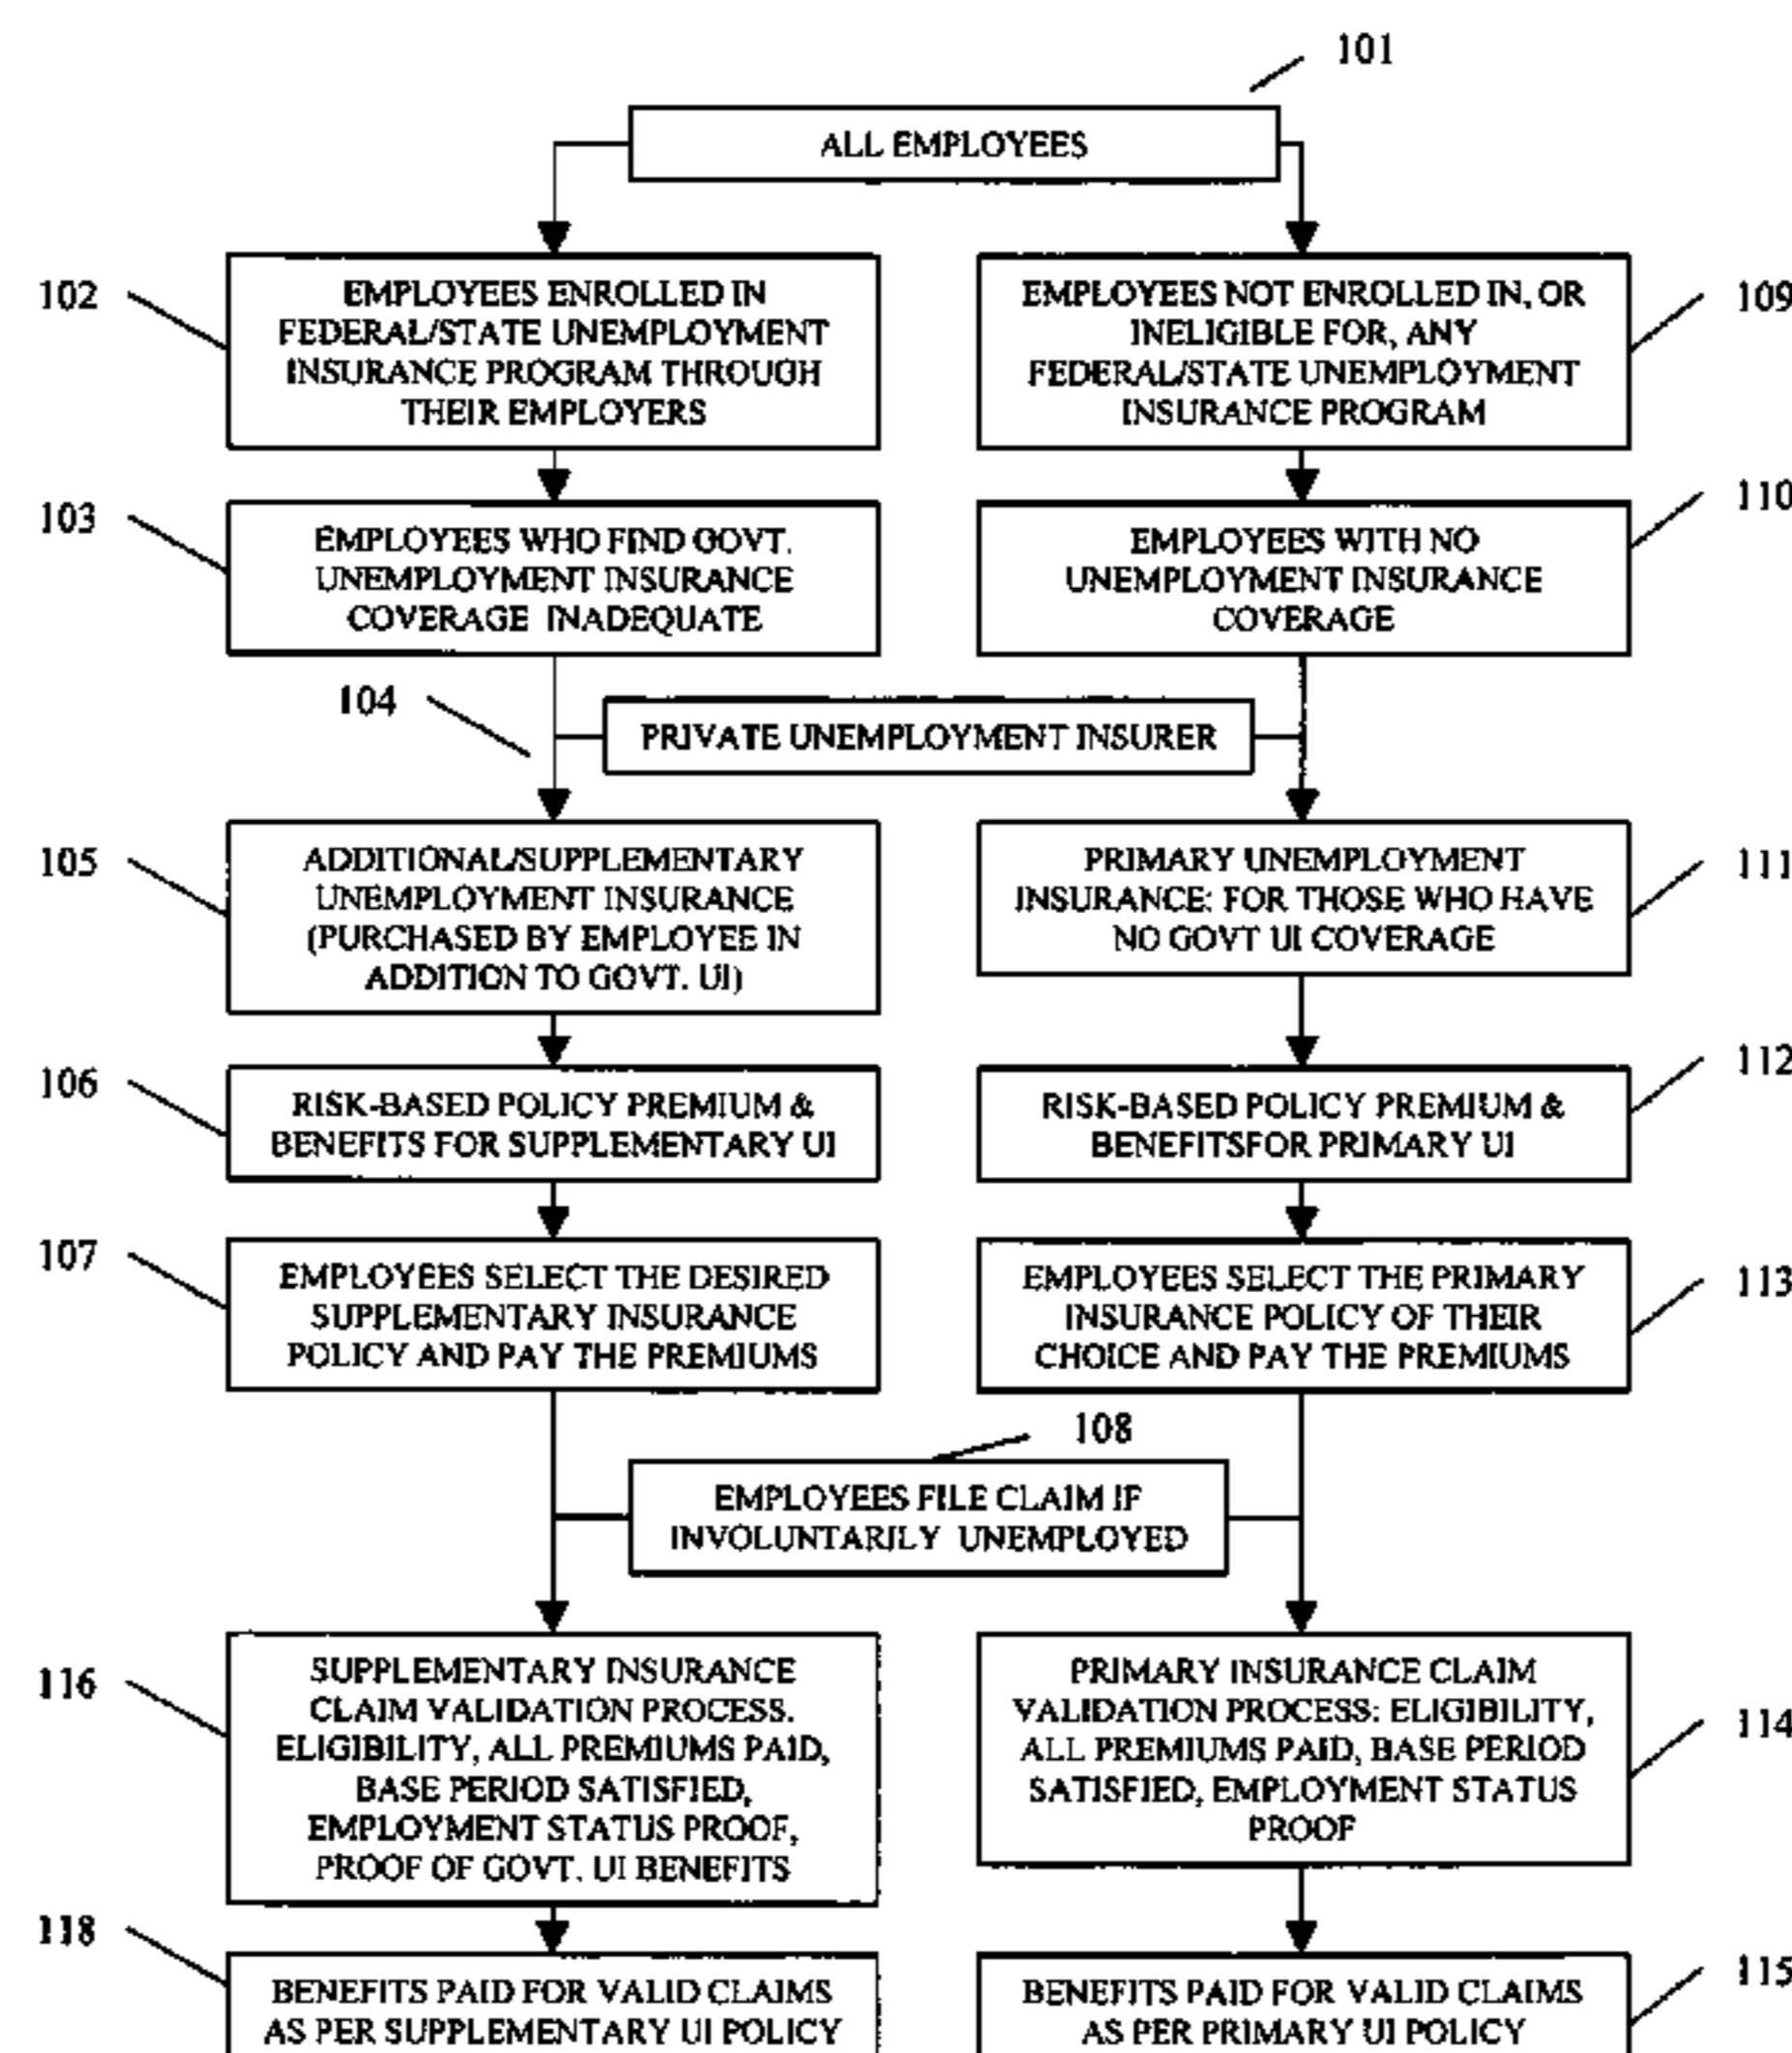 101
ALL EMPLOYEES
102
EMPLOYEES ENROLLED IN
FEDERAL/STATE UNEMPLOYMENT
INSURANCE PROGRAM THROUGH
THEIR EMPLOYERS
EMPLOYEES NOT ENROLLED IN, OR
INELIGIBLE FOR, ANY
FEDERAL/STATE UNEMPLOYMENT
INSURANCE PROGRAM
109
103
EMPLOYEES WHO FIND GOVT.
UNEMPLOYMENT INSURANCE
COVERAGE INADEQUATE
EMPLOYEES WITH NO
UNEMPLOYMENT INSURANCE
COVERAGE
110
104
PRIVATE UNEMPLOYMENT INSURER
105
ADDITIONAL/SUPPLEMENTARY
UNEMPLOYMENT INSURANCE
(PURCHASED BY EMPLOYEE IN
ADDITION TO GOVT. UI)
PRIMARY UNEMPLOYMENT
INSURANCE: FOR THOSE WHO HAVE
NO GOVT UI COVERAGE
111
106
RISK-BASED POLICY PREMIUM &
BENEFITS FOR SUPPLEMENTARY UI
RISK-BASED POLICY PREMIUM &
BENEFITSFOR PRIMARY UI
112
107
EMPLOYEES SELECT THE DESIRED
SUPPLEMENTARY INSURANCE
POLICY AND PAY THE PREMIUMS
EMPLOYEES SELECT THE PRIMARY
INSURANCE POLICY OF THEIR
CHOICE AND PAY THE PREMIUMS
113
108
EMPLOYEES FILE CLAIM IF
INVOLUNTARILY UNEMPLOYED
116
SUPPLEMENTARY INSURANCE
CLAIM VALIDATION PROCESS.
ELIGIBILITY, ALL PREMIUMS PAID,
BASE PERIOD SATISFIED,
EMPLOYMENT STATUS PROOF,
PROOF OF GOVT. UI BENEFITS
PRIMARY INSURANCE CLAIM
VALIDATION PROCESS: ELIGIBILITY,
ALL PREMIUMS PAID, BASE PERIOD
SATISFIED, EMPLOYMENT STATUS
PROOF
114
118
BENEFITS PAID FOR VALID CLAIMS
AS PER SUPPLEMENTARY UI POLICY
BENEFITS PAID FOR VALID CLAIMS
AS PER PRIMARY UI POLICY
115